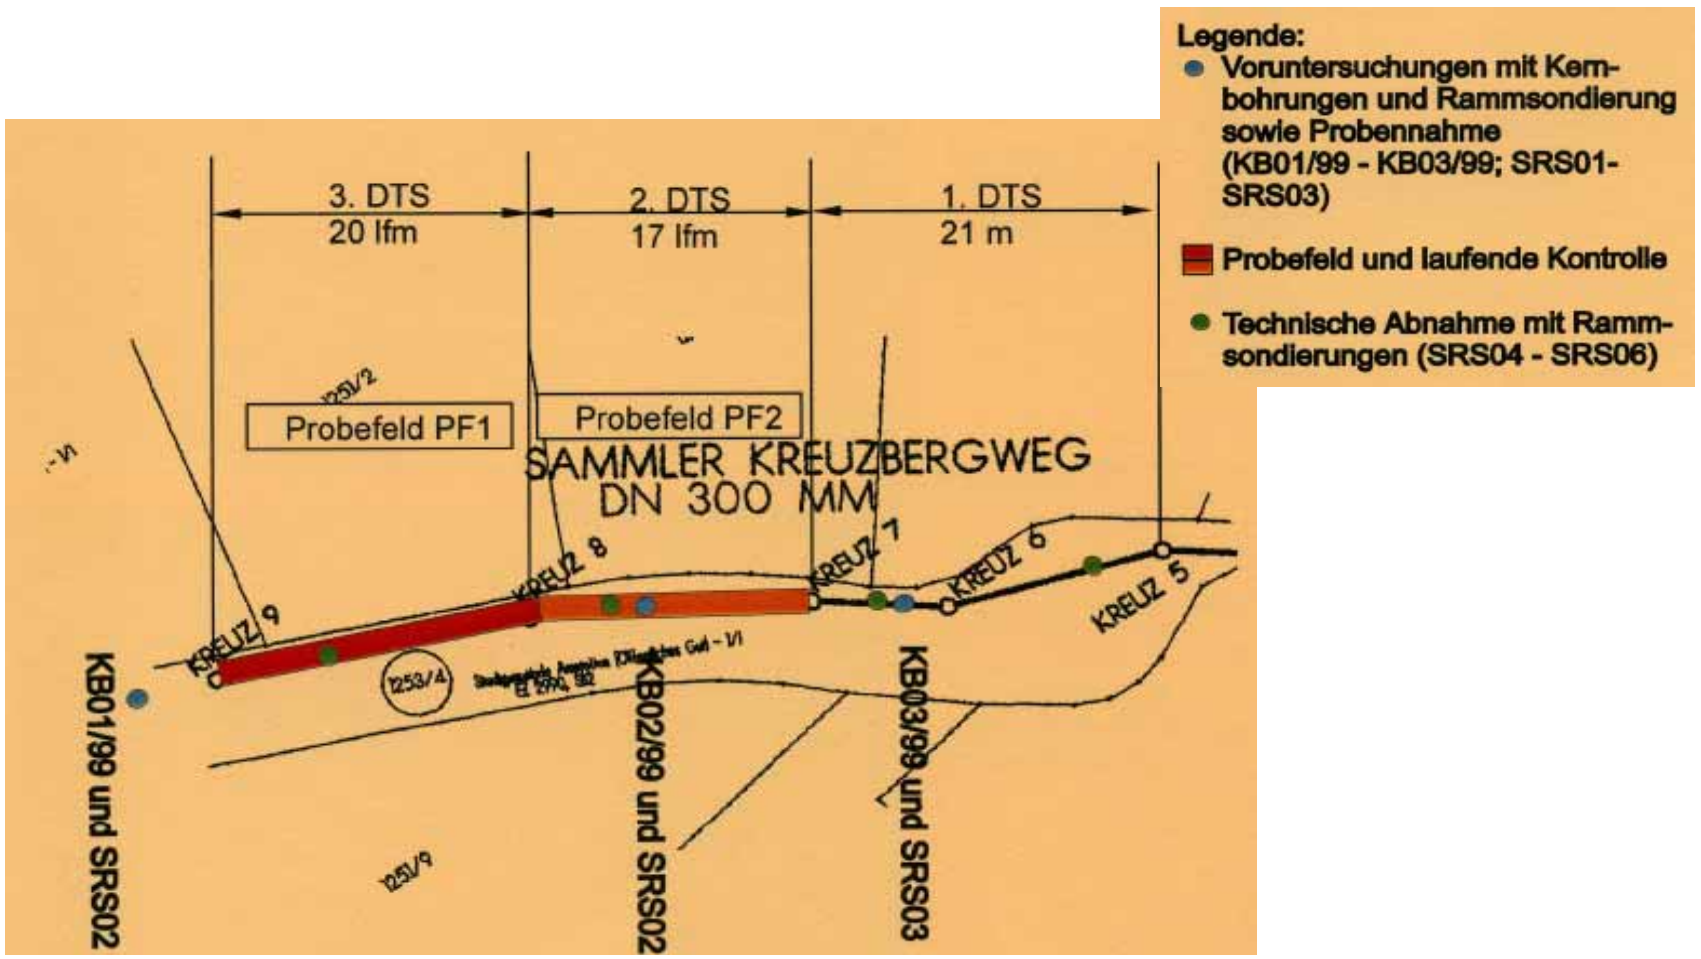 Legende:
Voruntersuchungen mit Kern-
bohrungen und Rammsondierung
sowie Probennahme
(KB01/99 - KB03/99; SRS01-
SRS03)
Probefeld und laufende Kontrolle
Technische Abnahme mit Ramm-
sondierungen (SRS04 - SRS06)
3. DTS
20 lfm
2. DTS
17 lfm
1. DTS
21 m
1251/2
Probefeld PF1
Probefeld PF2
SAMMLER KREUZBERGWEG
DN 300 MM
KREUZ 9
KREUZ 8
KREUZ 7
KREUZ 6
KREUZ 5
1253/4
- 1/1
EZ
1251/9
KB01/99 und SRS02
KB02/99 und SRS02
KB03/99 und SRS03